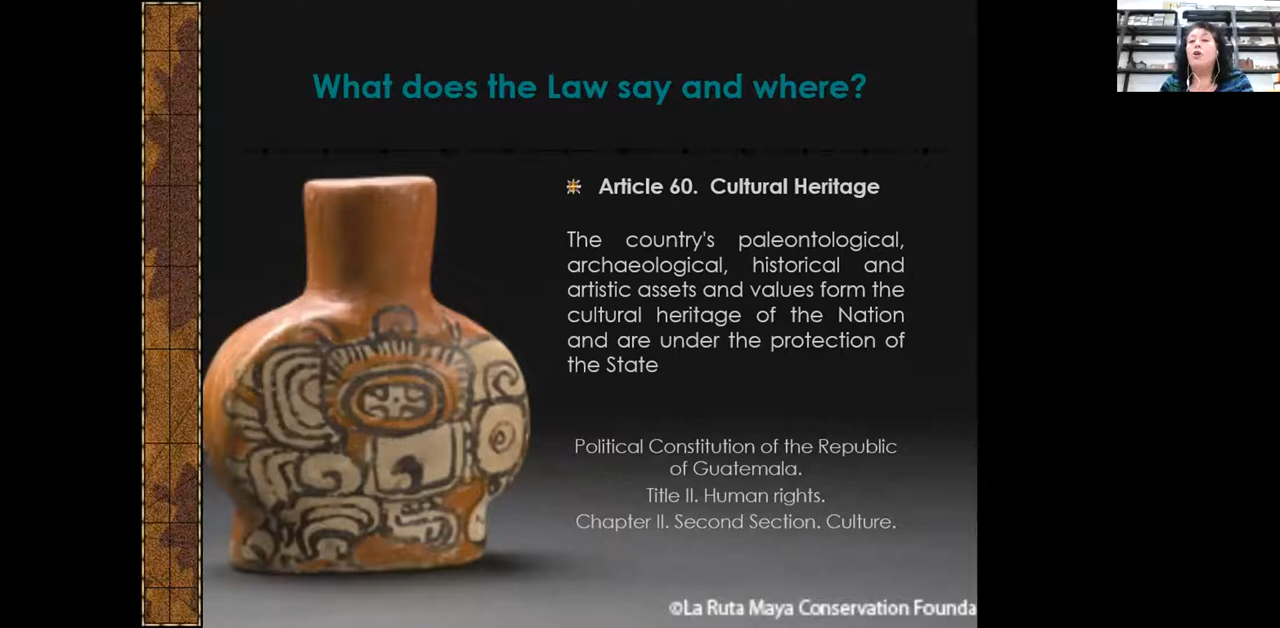 What does the Law say and where?
Article 60. Cultural Heritage
The country's paleontological,
archaeological, historical and
artistic assets and values form the
cultural heritage of the Nation
and are under the protection of
the State
Political Constitution of the Republic
of Guatemala.
Title II. Human rights.
Chapter II. Second Section. Culture.
©La Ruta Maya Conservation Founda